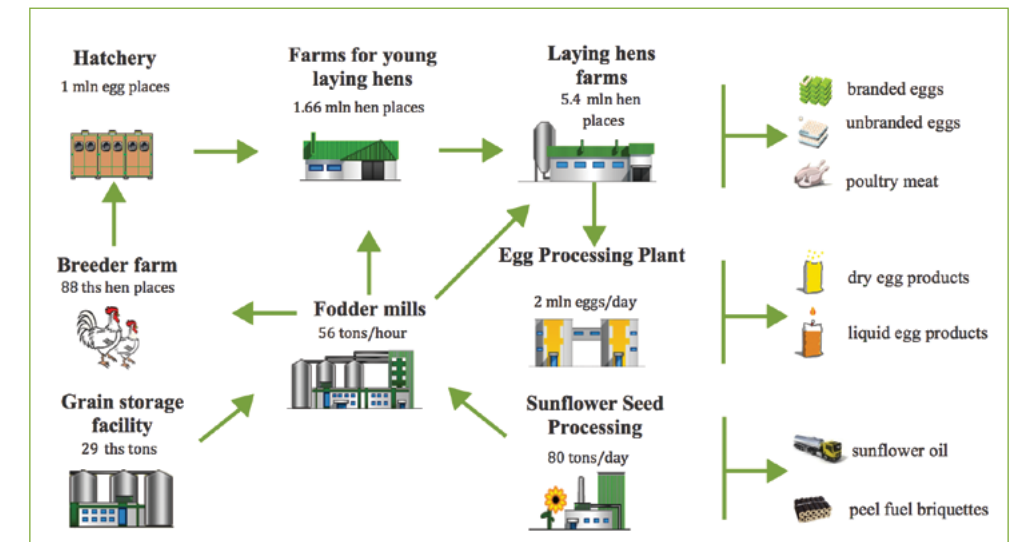 Hatchery
1 mln egg places
Farms for young
laying hens
1.66 mln hen places
Laying hens
farms
5.4 mln hen
places
branded eggs
unbranded eggs
poultry meat
Breeder farm
88 ths hen places
Fodder mills
56 tons/hour
Egg Processing Plant
2 mln eggs/day
dry egg products
liquid egg products
Grain storage
facility
29 ths tons
Sunflower Seed
Processing
80 tons/day
sunflower oil
peel fuel briquettes